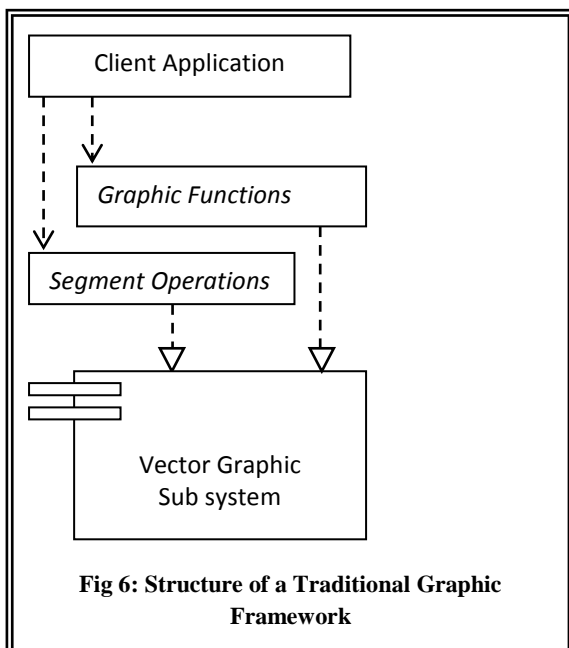 Client Application
Graphic Functions
Segment Operations
Vector Graphic
Sub system
Fig 6: Structure of a Traditional Graphic
Framework